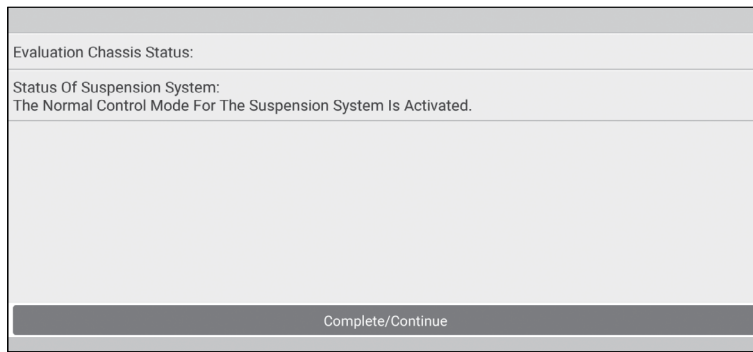 Evaluation Chassis Status:
Status Of Suspension System:
The Normal Control Mode For The Suspension System Is Activated.
Complete/Continue